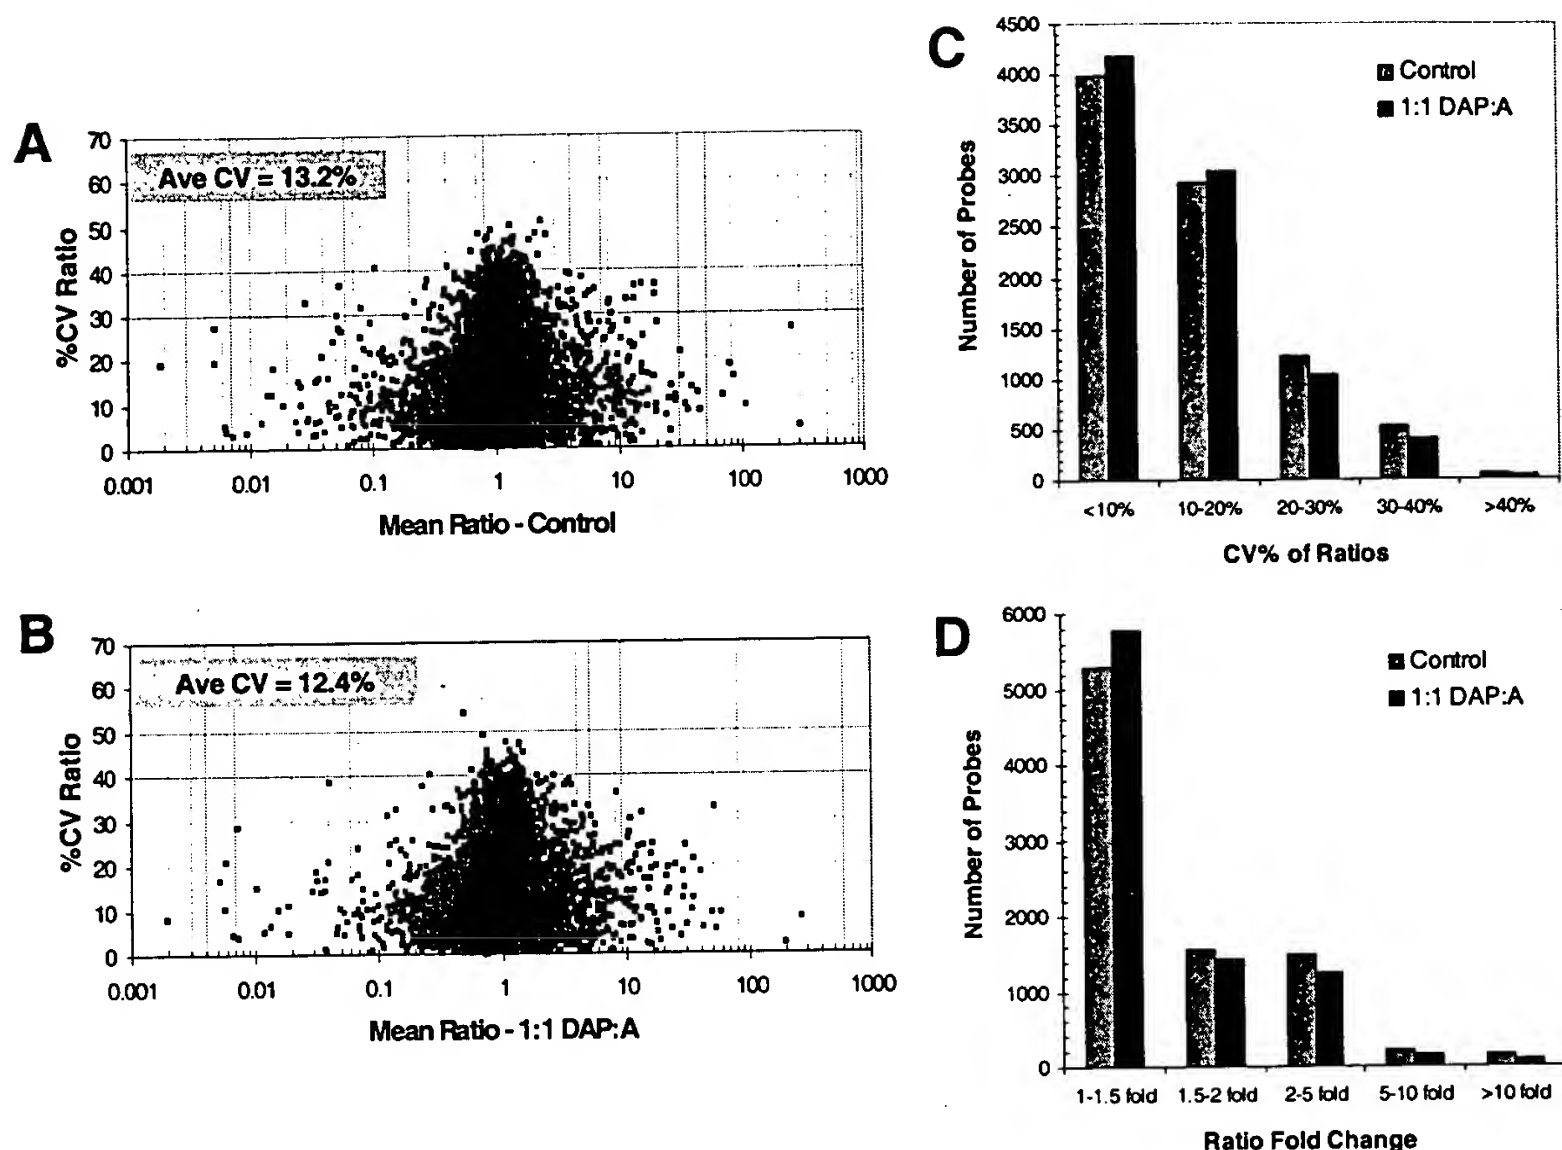 A
%CV Ratio
70
60
50
40
30
20
10
0
Ave CV = 13.2%
0.001 0.01 0.1 1 10 100 1000
Mean Ratio - Control
B
%CV Ratio
70
60
50
40
30
20
10
0
Ave CV = 12.4%
0.001 0.01 0.1 1 10 100 1000
Mean Ratio - 1:1 DAP:A
C
Number of Probes
4500
4000
3500
3000
2500
2000
1500
1000
500
0
Control
1:1 DAP:A
<10% 10-20% 20-30% 30-40% >40%
CV% of Ratios
D
Number of Probes
6000
5000
4000
3000
2000
1000
0
Control
1:1 DAP:A
1-1.5 fold 1.5-2 fold 2-5 fold 5-10 fold >10 fold
Ratio Fold Change